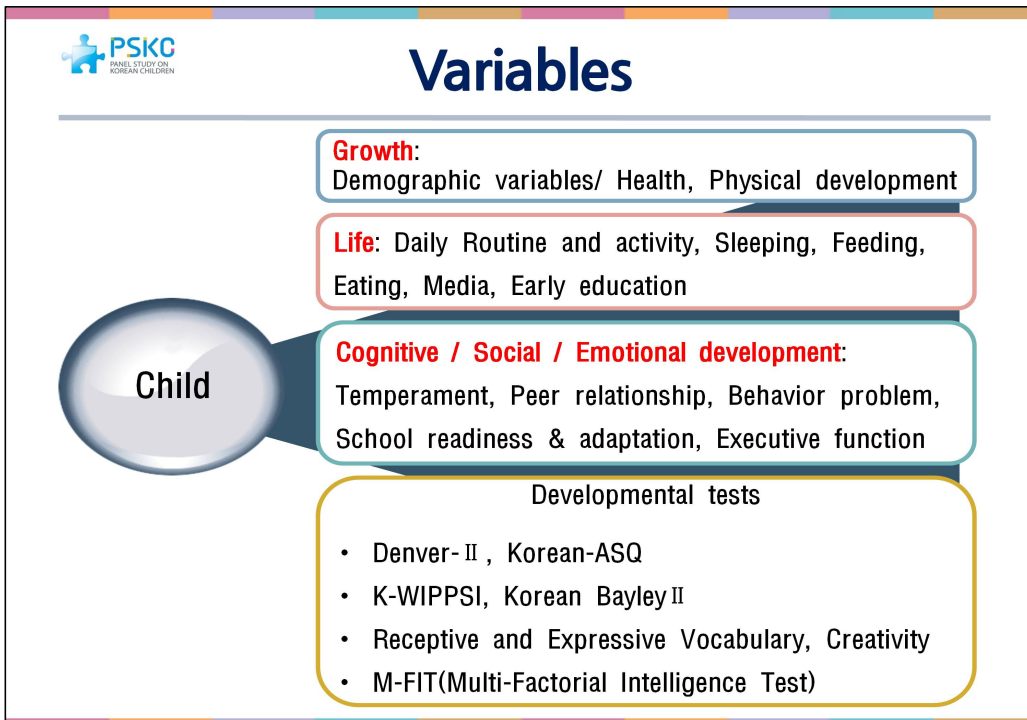 PSKC
PANEL STUDY ON
KOREAN CHILDREN
Variables
Growth:
Demographic variables/ Health, Physical development
Life: Daily Routine and activity, Sleeping, Feeding,
Eating, Media, Early education
Child
Cognitive / Social / Emotional development:
Temperament, Peer relationship, Behavior problem,
School readiness & adaptation, Executive function
Developmental tests
• Denver-Ⅱ, Korean-ASQ
• K-WIPPSI, Korean BayleyⅡ
• Receptive and Expressive Vocabulary, Creativity
• M-FIT(Multi-Factorial Intelligence Test)